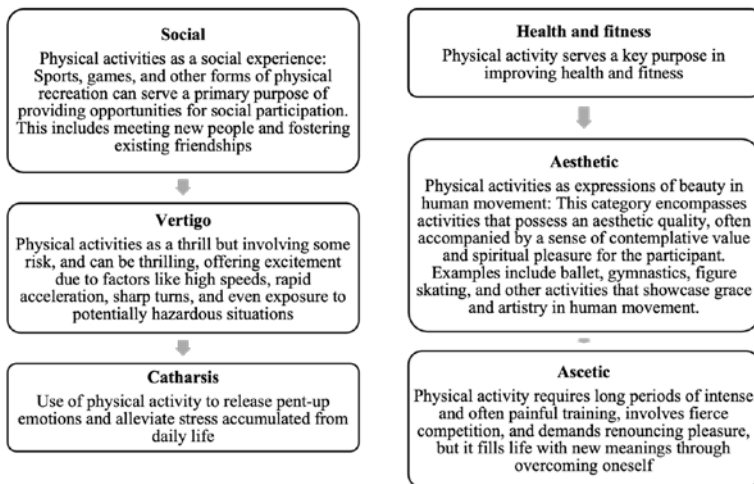 Social
Physical activities as a social experience:
Sports, games, and other forms of physical
recreation can serve a primary purpose of
providing opportunities for social participation.
This includes meeting new people and fostering
existing friendships
Vertigo
Physical activities as a thrill but involving some
risk, and can be thrilling, offering excitement
due to factors like high speeds, rapid
acceleration, sharp turns, and even exposure to
potentially hazardous situations
Catharsis
Use of physical activity to release pent-up
emotions and alleviate stress accumulated from
daily life
Health and fitness
Physical activity serves a key purpose in
improving health and fitness
Aesthetic
Physical activities as expressions of beauty in
human movement: This category encompasses
activities that possess an aesthetic quality, often
accompanied by a sense of contemplative value
and spiritual pleasure for the participant.
Examples include ballet, gymnastics, figure
skating, and other activities that showcase grace
and artistry in human movement.
Ascetic
Physical activity requires long periods of intense
and often painful training, involves fierce
competition, and demands renouncing pleasure,
but it fills life with new meanings through
overcoming oneself